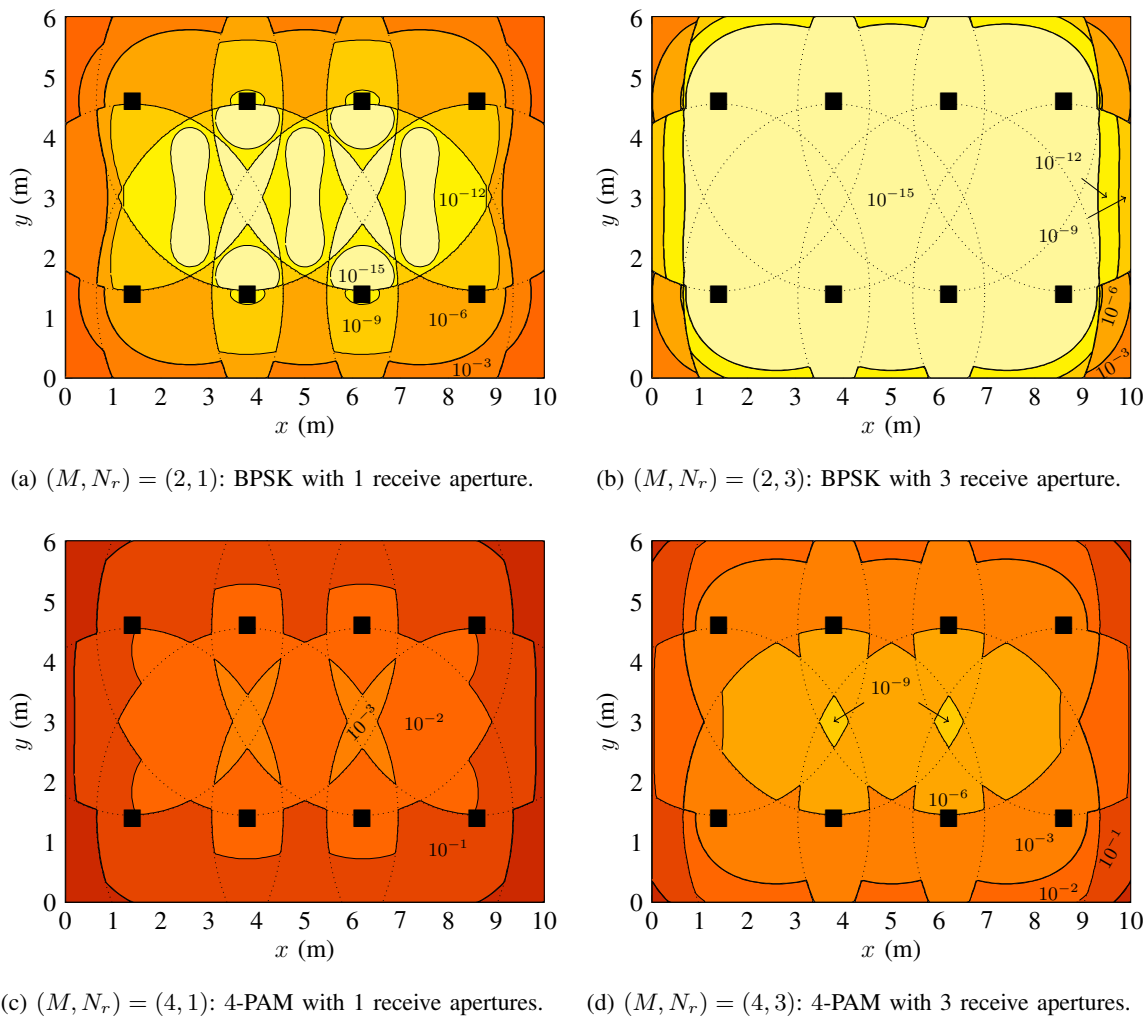 6
5
4
3
2
1
0
y (m)
10⁻¹²
10⁻¹⁵
10⁻⁹
10⁻⁶
10⁻³
0 1 2 3 4 5 6 7 8 9 10
x (m)
(a) (M, Nr) = (2, 1): BPSK with 1 receive aperture.
6
5
4
3
2
1
0
y (m)
10⁻¹²
10⁻¹⁵
10⁻⁹
10⁻⁶
10⁻³
0 1 2 3 4 5 6 7 8 9 10
x (m)
(b) (M, Nr) = (2, 3): BPSK with 3 receive aperture.
6
5
4
3
2
1
0
y (m)
10⁻³
10⁻²
10⁻¹
0 1 2 3 4 5 6 7 8 9 10
x (m)
(c) (M, Nr) = (4, 1): 4-PAM with 1 receive apertures.
6
5
4
3
2
1
0
y (m)
10⁻⁹
10⁻⁶
10⁻³
10⁻¹
10⁻²
0 1 2 3 4 5 6 7 8 9 10
x (m)
(d) (M, Nr) = (4, 3): 4-PAM with 3 receive apertures.